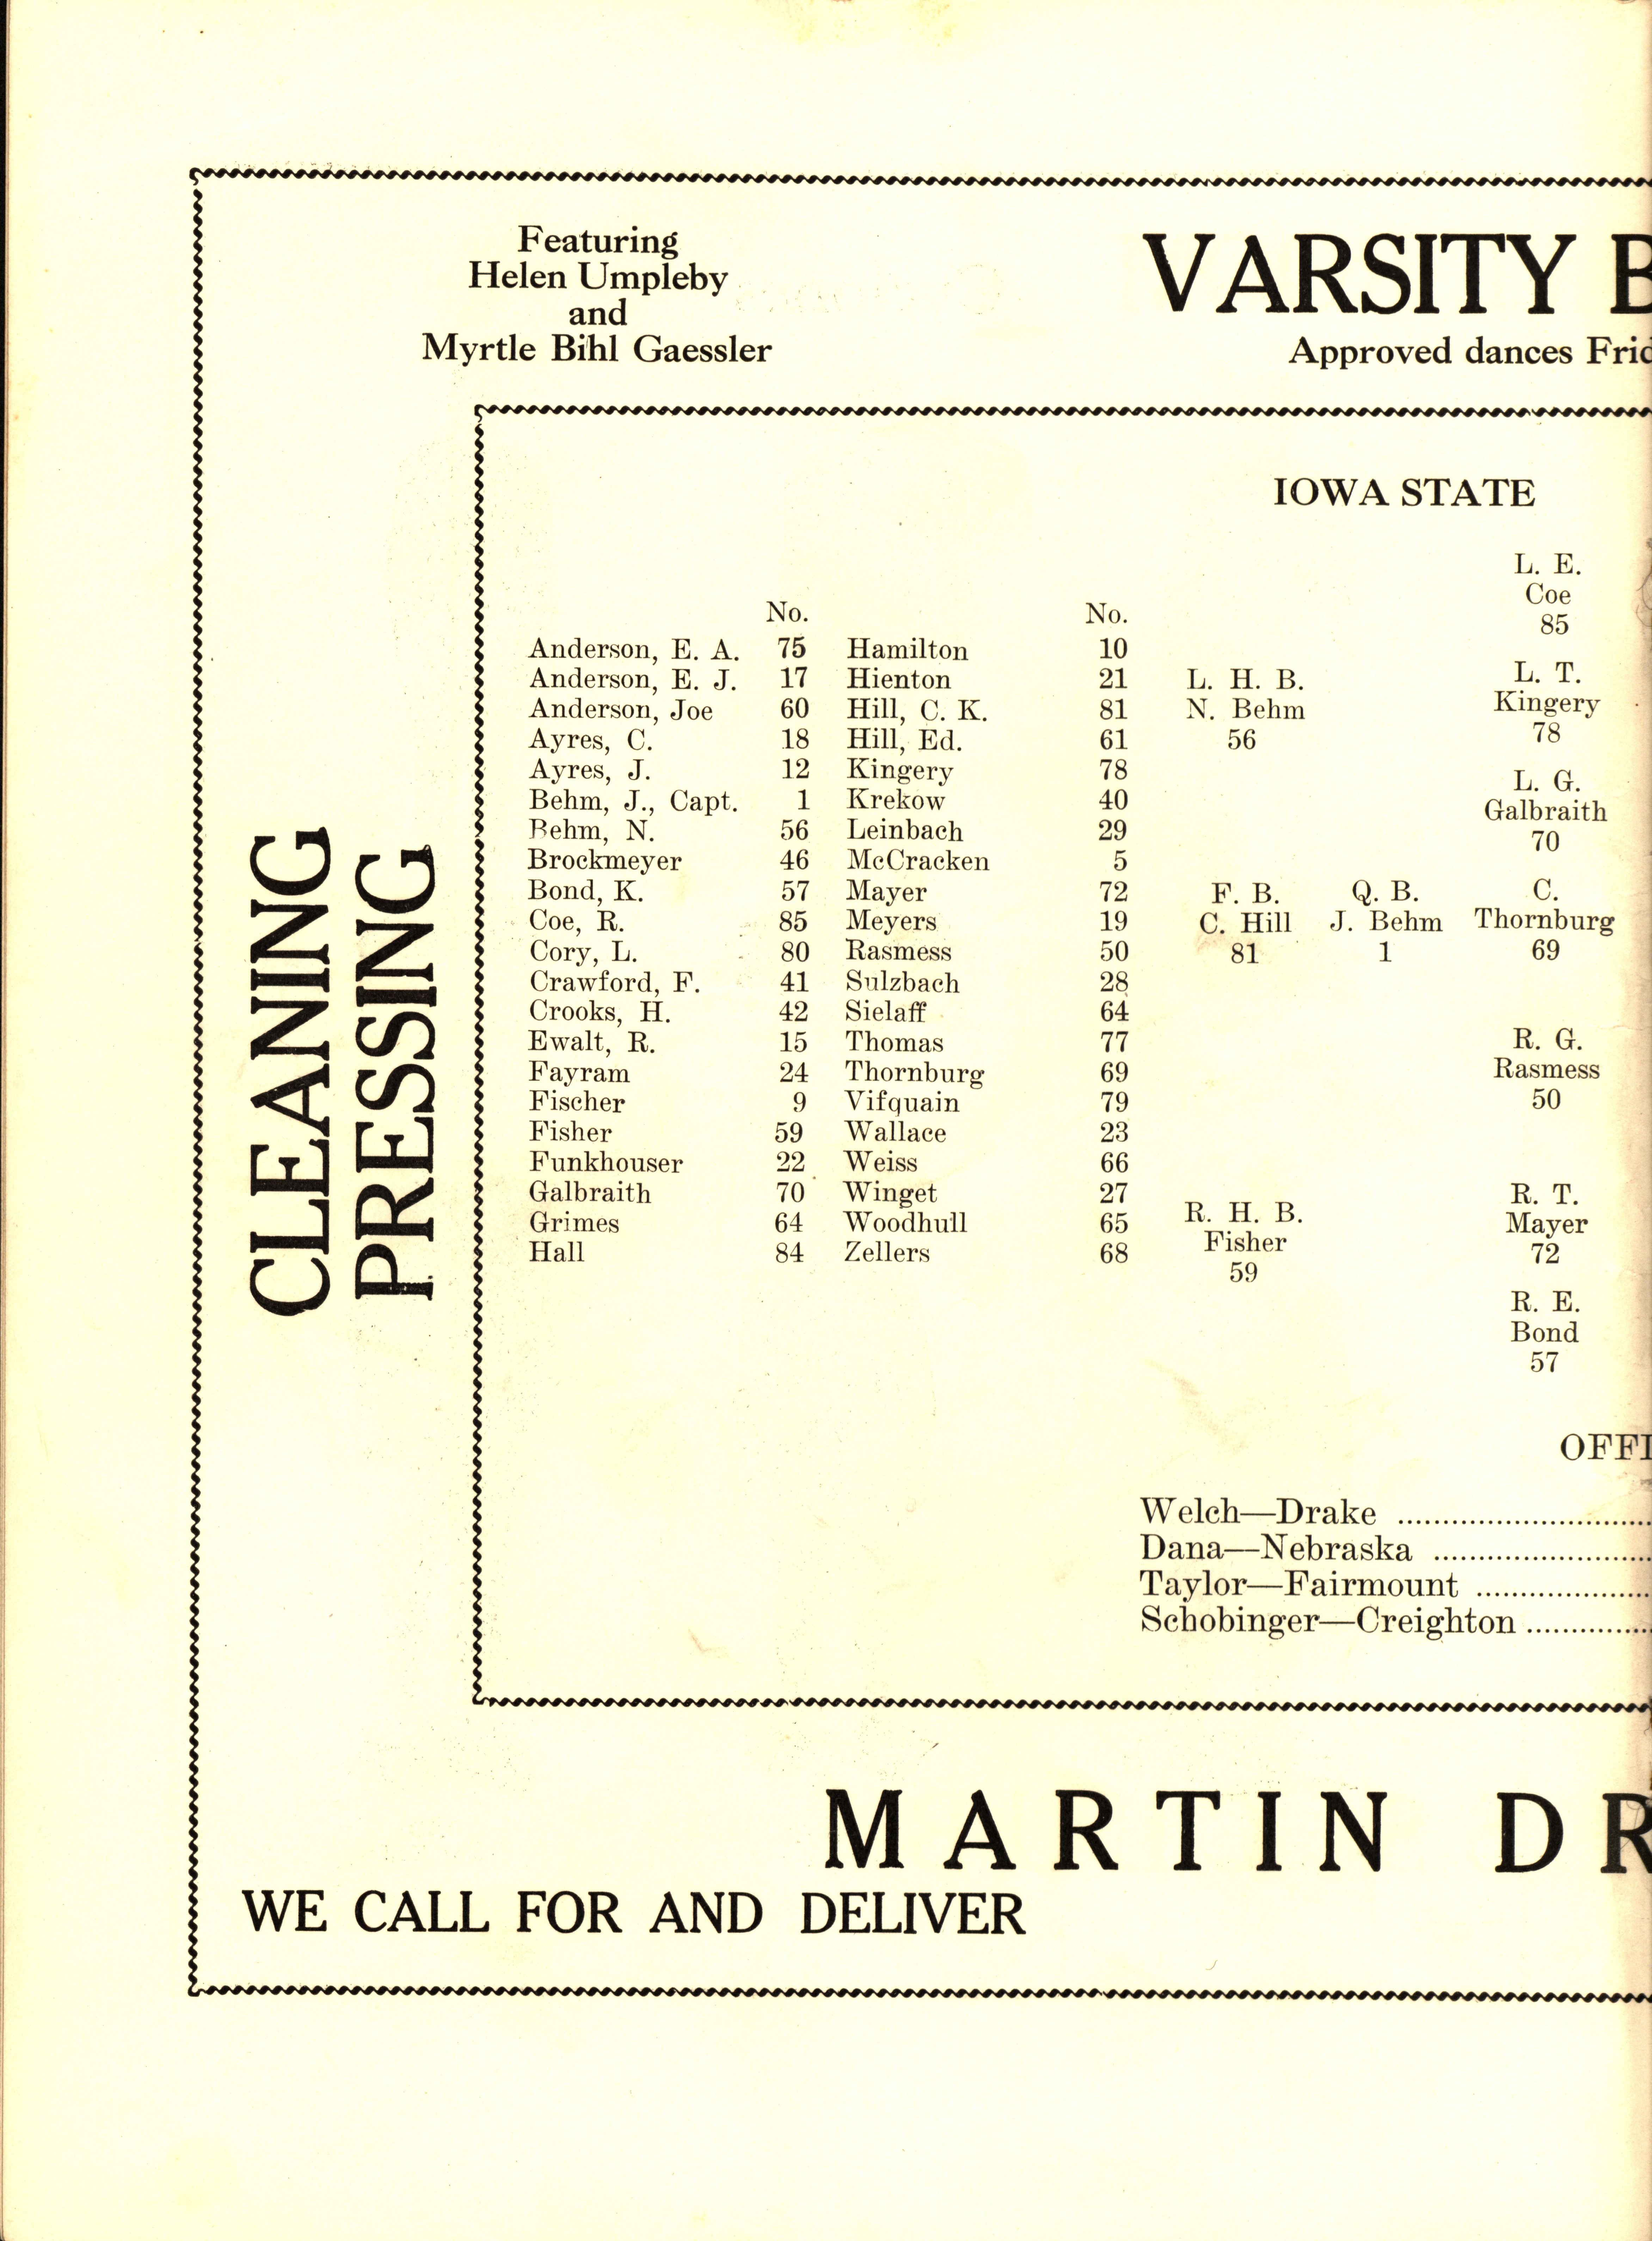 Featuring
Helen Umpleby
and
Myrtle Bihl Gaessler
VARSITY B
Approved dances Frid
CLEANING
PRESSING
IOWA STATE
No. No.
Anderson, E. A. 75 Hamilton 10
Anderson, E. J. 17 Hienton 21
Anderson, Joe 60 Hill, C. K. 81
Ayres, C. 18 Hill, Ed. 61
Ayres, J. 12 Kingery 78
Behm, J., Capt. 1 Krekow 40
Behm, N. 56 Leinbach 29
Brockmeyer 46 McCracken 5
Bond, K. 57 Mayer 72
Coe, R. 85 Meyers 19
Cory, L. 80 Rasmess 50
Crawford, F. 41 Sulzbach 28
Crooks, H. 42 Sielaff 64
Ewalt, R. 15 Thomas 77
Fayram 24 Thornburg 69
Fischer 9 Vifquain 79
Fisher 59 Wallace 23
Funkhouser 22 Weiss 66
Galbraith 70 Winget 27
Grimes 64 Woodhull 65
Hall 84 Zellers 68
L. E.
Coe
85
L. H. B.
N. Behm
56
L. T.
Kingery
78
L. G.
Galbraith
70
F. B. Q. B. C.
C. Hill J. Behm Thornburg
81 1 69
R. G.
Rasmess
50
R. H. B.
Fisher
59
R. T.
Mayer
72
R. E.
Bond
57
OFFI
Welch—Drake
Dana—Nebraska
Taylor—Fairmount
Schobinger—Creighton
MARTIN DR
WE CALL FOR AND DELIVER